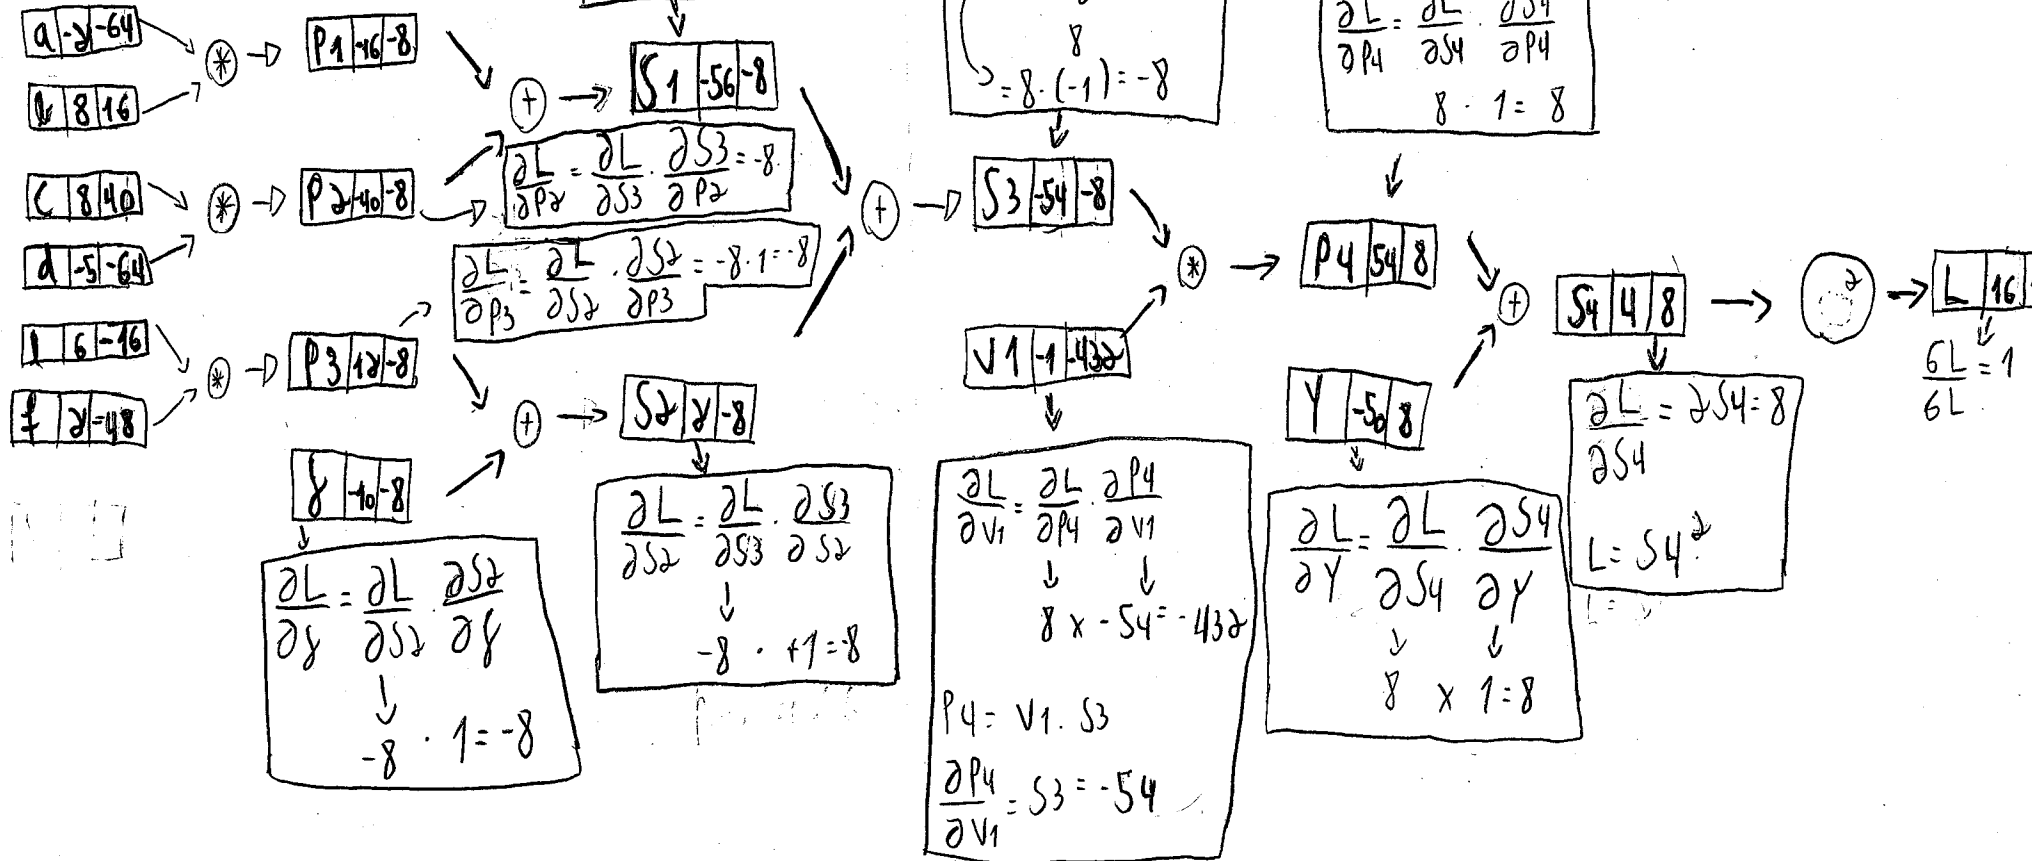 a -2 -64
P1 -16 -8
S1 -56 -8
8
= 8 · (-1) = -8
∂L/∂P4 = ∂L/∂S4 · ∂S4/∂P4
8 · 1 = 8
b 8 16
*
+
∂L/∂P2 = ∂L/∂S3 · ∂S3/∂P2 = -8
c 8 40
d -5 -64
*
P2 -40 -8
+
S3 -54 -8
∂L/∂P3 = ∂L/∂S2 · ∂S2/∂P3 = -8 · 1 = -8
*
P4 54 8
+
S4 4 8
2
L 16
6L/6L = 1
6 -16
f 2 -48
*
P3 12 -8
+
S2 2 -8
V1 -1 -432
Y -50 8
∂L/∂S4 = 2S4 = 8
L = S4²
-10 -8
∂L/∂g = ∂L/∂S2 · ∂S2/∂g
-8 · 1 = -8
∂L/∂S2 = ∂L/∂S3 · ∂S3/∂S2
-8 · +1 = -8
∂L/∂V1 = ∂L/∂P4 · ∂P4/∂V1
8 x -54 = -432
P4 = V1 · S3
∂P4/∂V1 = S3 = -54
∂L/∂Y = ∂L/∂S4 · ∂S4/∂Y
8 x 1 = 8